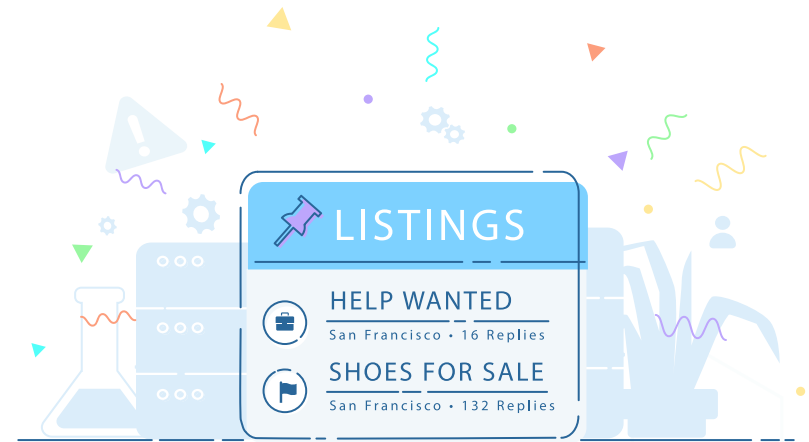 LISTINGS
HELP WANTED
San Francisco • 16 Replies
SHOES FOR SALE
San Francisco • 132 Replies